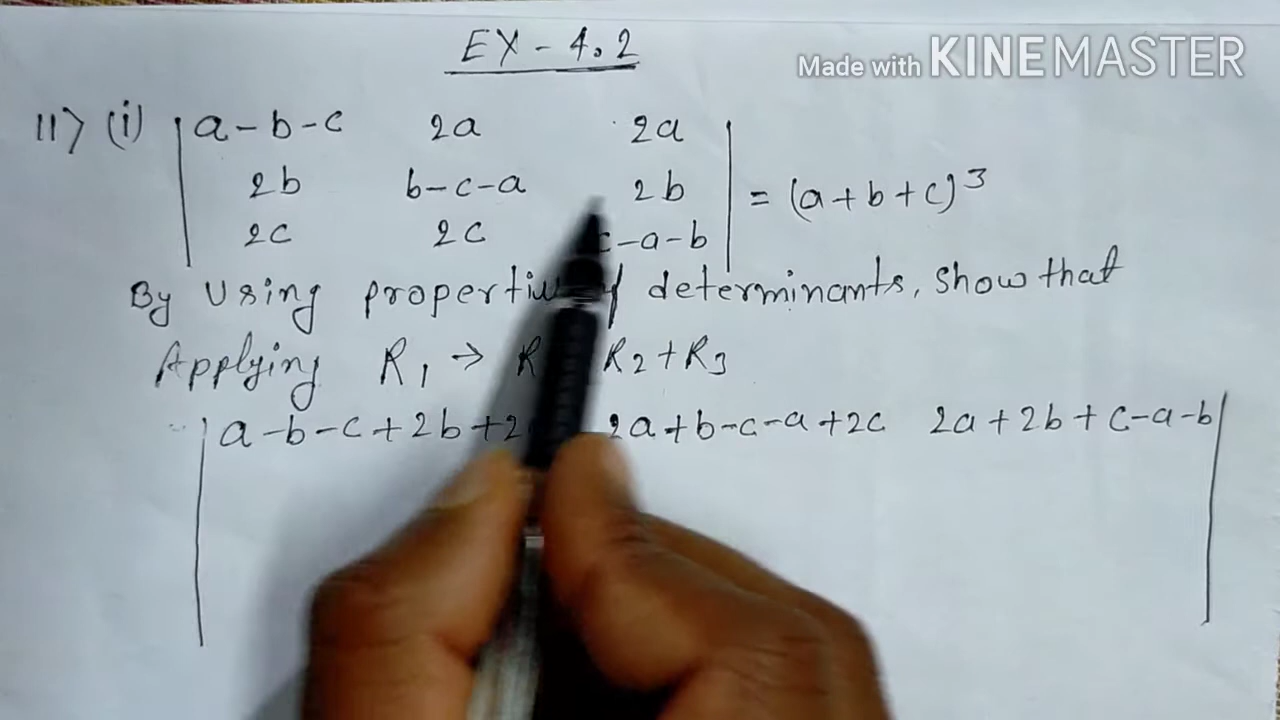 EX-4.2
Made with KINEMASTER
11> (i) | a-b-c 2a 2a |
| 2b b-c-a 2b | = (a+b+c)³
| 2c 2c c-a-b |
By Using of determinants, show that
Applying R₁ → R₂+R₃
| a-b-c+2b+2 2a+b-c-a+2c 2a+2b+c-a-b |